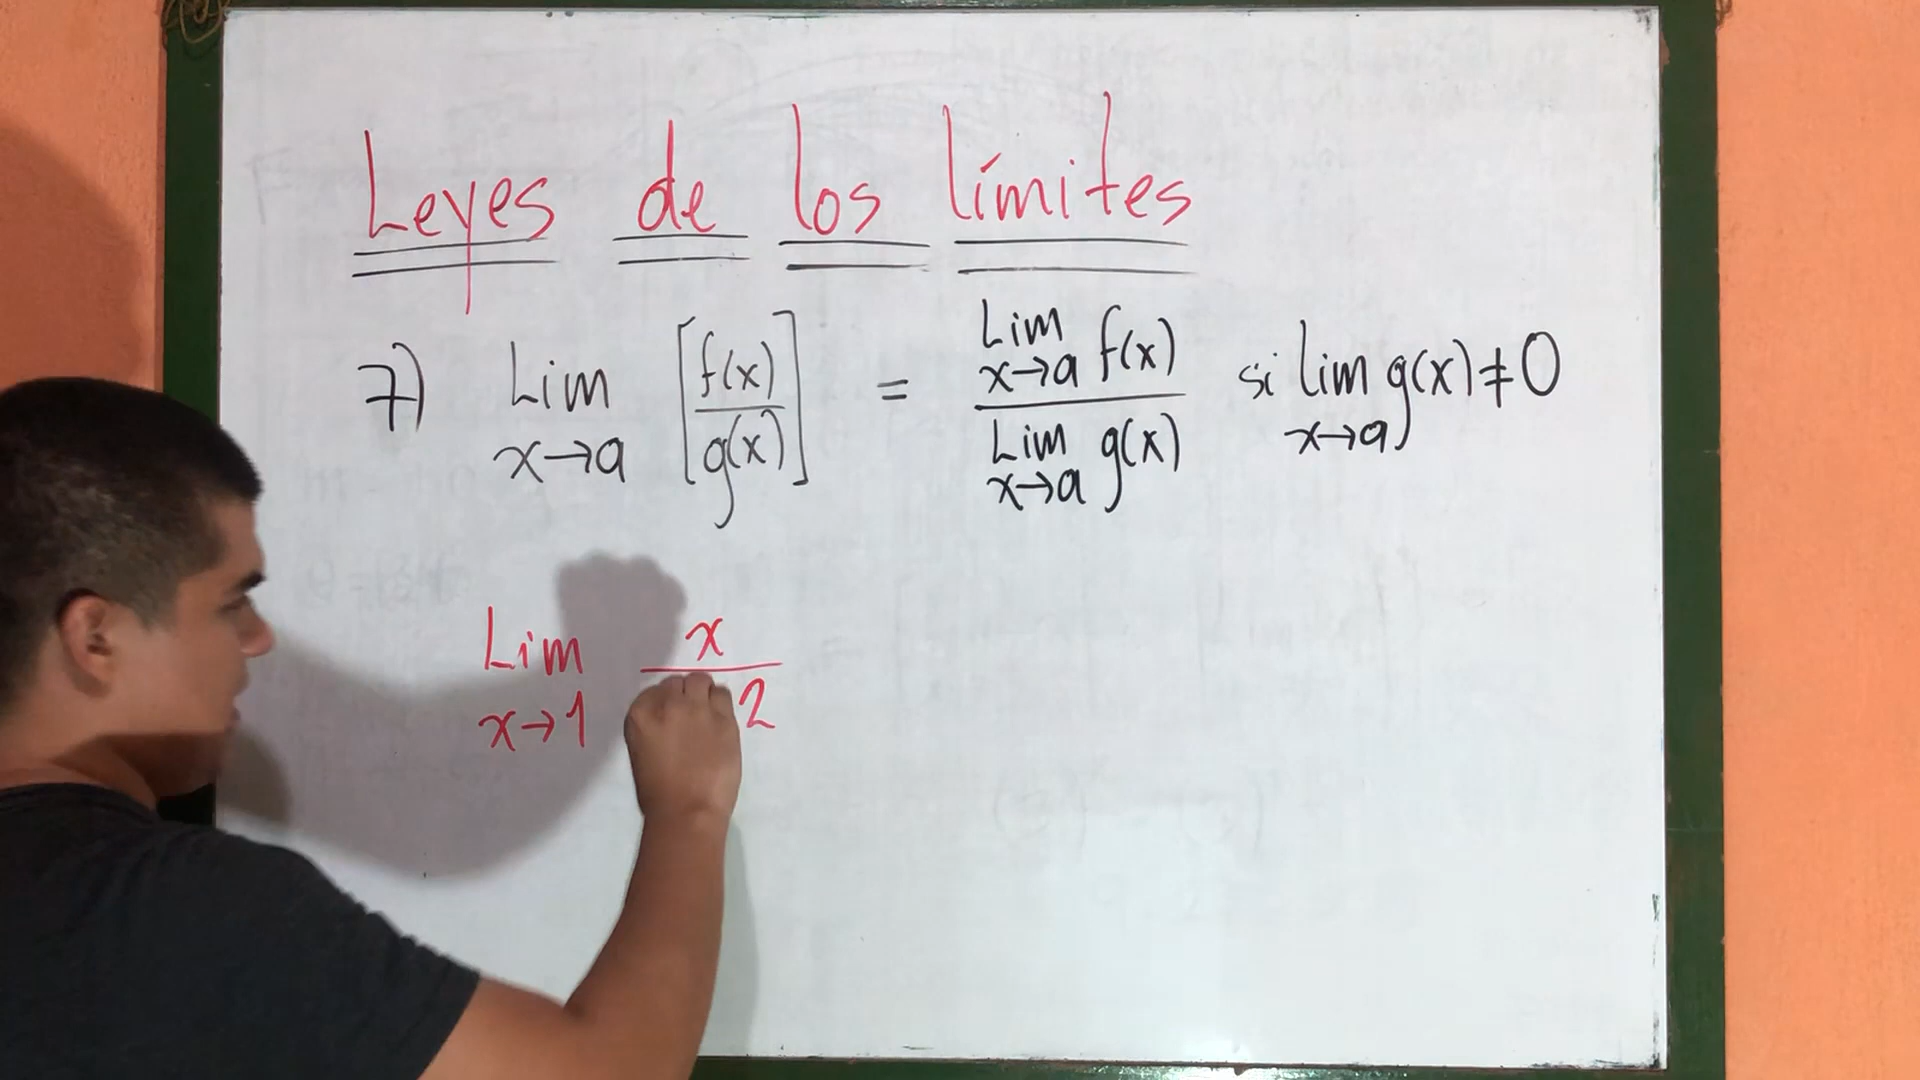 Leyes de los límites
7) Lim x→a [f(x)/g(x)] = Lim x→a f(x) / Lim x→a g(x) si lim x→a g(x) ≠ 0
Lim x→1 x / 2